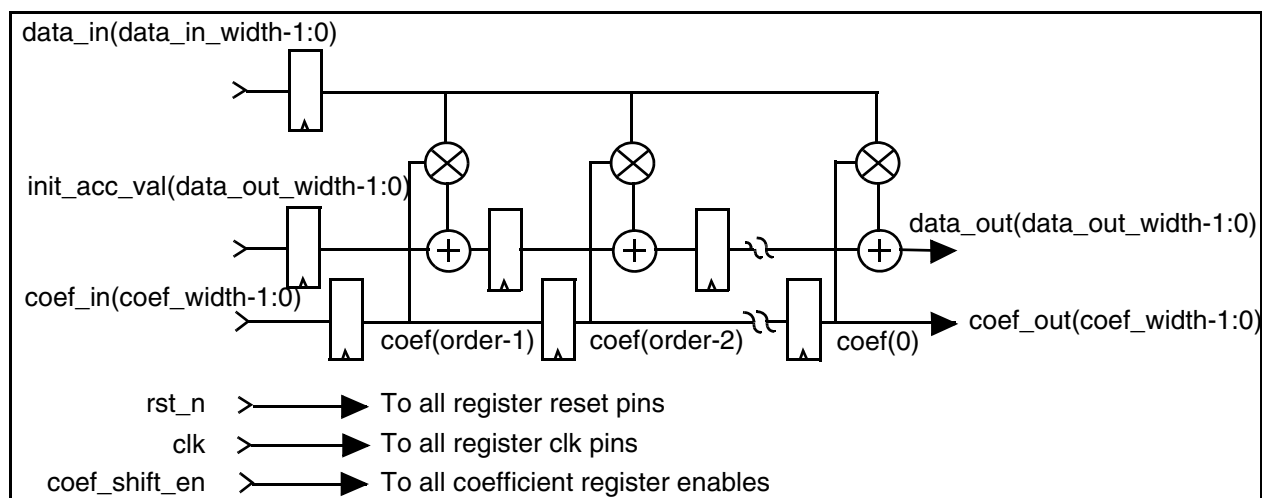 data_in(data_in_width-1:0)
init_acc_val(data_out_width-1:0)
data_out(data_out_width-1:0)
coef_in(coef_width-1:0)
coef_out(coef_width-1:0)
coef(order-1)
coef(order-2)
coef(0)
rst_n To all register reset pins
clk To all register clk pins
coef_shift_en To all coefficient register enables